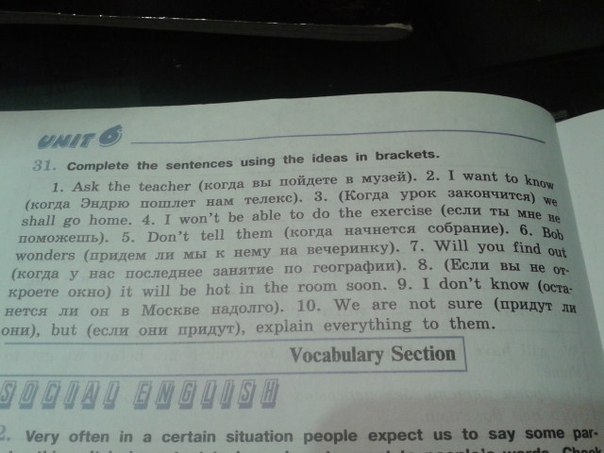 UNIT 6
31. Complete the sentences using the ideas in brackets.
1. Ask the teacher (когда вы пойдете в музей). 2. I want to know
(когда Эндрю пошлет нам телекс). 3. (Когда урок закончится) we
shall go home. 4. I won't be able to do the exercise (если ты мне не
поможешь). 5. Don't tell them (когда начнется собрание). 6. Bob
wonders (придем ли мы к нему на вечеринку). 7. Will you find out
(когда у нас последнее занятие по географии). 8. (Если вы не от-
кроете окно) it will be hot in the room soon. 9. I don't know (оста-
нется ли он в Москве надолго). 10. We are not sure (придут ли
они), but (если они придут), explain everything to them.
Vocabulary Section
SOCIAL ENGLISH
2. Very often in a certain situation people expect us to say some par-